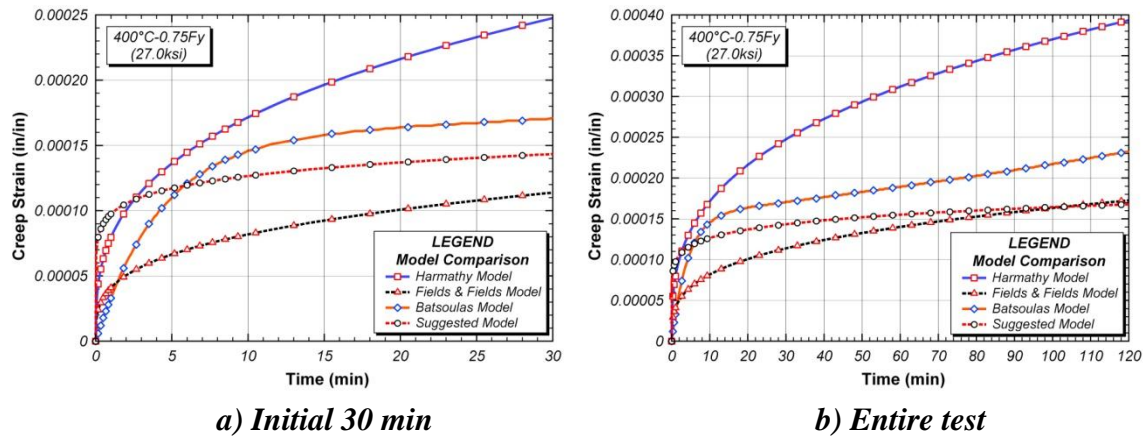 400°C-0.75Fy
(27.0ksi)
Creep Strain (in/in)
0.00025
0.00020
0.00015
0.00010
0.00005
0
0 5 10 15 20 25 30
Time (min)
LEGEND
Model Comparison
Harmathy Model
Fields & Fields Model
Batsoulas Model
Suggested Model
a) Initial 30 min
400°C-0.75Fy
(27.0ksi)
Creep Strain (in/in)
0.00040
0.00035
0.00030
0.00025
0.00020
0.00015
0.00010
0.00005
0
0 10 20 30 40 50 60 70 80 90 100 110 120
Time (min)
LEGEND
Model Comparison
Harmathy Model
Fields & Fields Model
Batsoulas Model
Suggested Model
b) Entire test